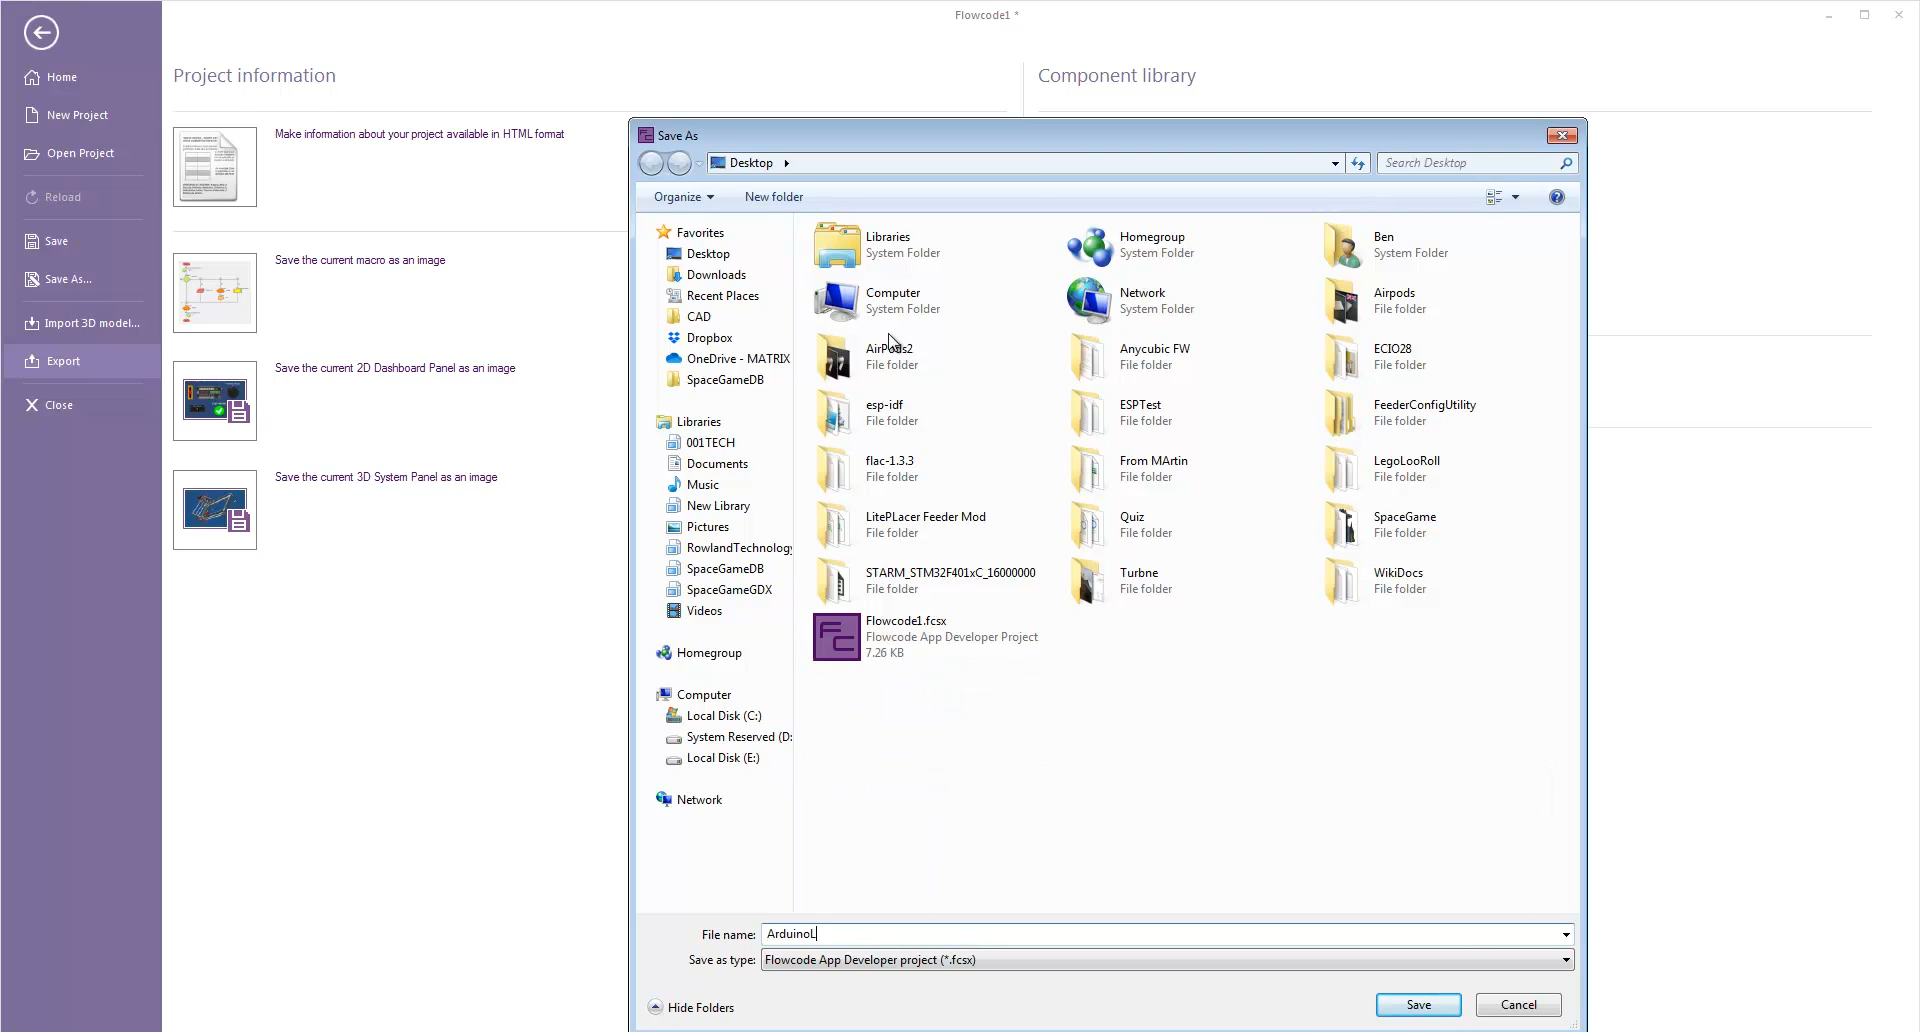 Flowcode1 *
Home
New Project
Open Project
Reload
Save
Save As...
Import 3D model...
Export
Close
Project information
Make information about your project available in HTML format
Save the current macro as an image
Save the current 2D Dashboard Panel as an image
Save the current 3D System Panel as an image
Component library
Save As
Desktop
Search Desktop
Organize
New folder
Favorites
Desktop
Downloads
Recent Places
CAD
Dropbox
OneDrive - MATRIX
SpaceGameDB
Libraries
001TECH
Documents
Music
New Library
Pictures
RowlandTechnology
SpaceGameDB
SpaceGameGDX
Videos
Homegroup
Computer
Local Disk (C:)
System Reserved (D:
Local Disk (E:)
Network
Libraries
System Folder
Homegroup
System Folder
Ben
System Folder
Computer
System Folder
Network
System Folder
Airpods
File folder
AirPods2
File folder
Anycubic FW
File folder
ECIO28
File folder
esp-idf
File folder
ESPTest
File folder
FeederConfigUtility
File folder
flac-1.3.3
File folder
From MArtin
File folder
LegoLooRoll
File folder
LitePLacer Feeder Mod
File folder
Quiz
File folder
SpaceGame
File folder
STARM_STM32F401xC_16000000
File folder
Turbne
File folder
WikiDocs
File folder
FC
Flowcode1.fcsx
Flowcode App Developer Project
7.26 KB
File name: ArduinoL
Save as type: Flowcode App Developer project (*.fcsx)
Hide Folders
Save
Cancel